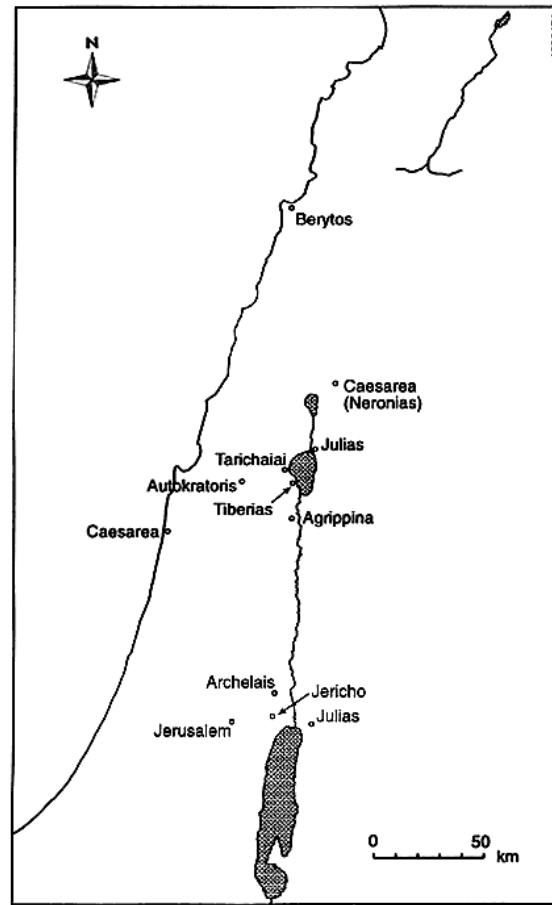 N
Berytos
Caesarea
(Neronias)
Julias
Tarichaiai
Autokratoris
Tiberias
Agrippina
Caesarea
Archelais
Jericho
Jerusalem
Julias
0 50
km